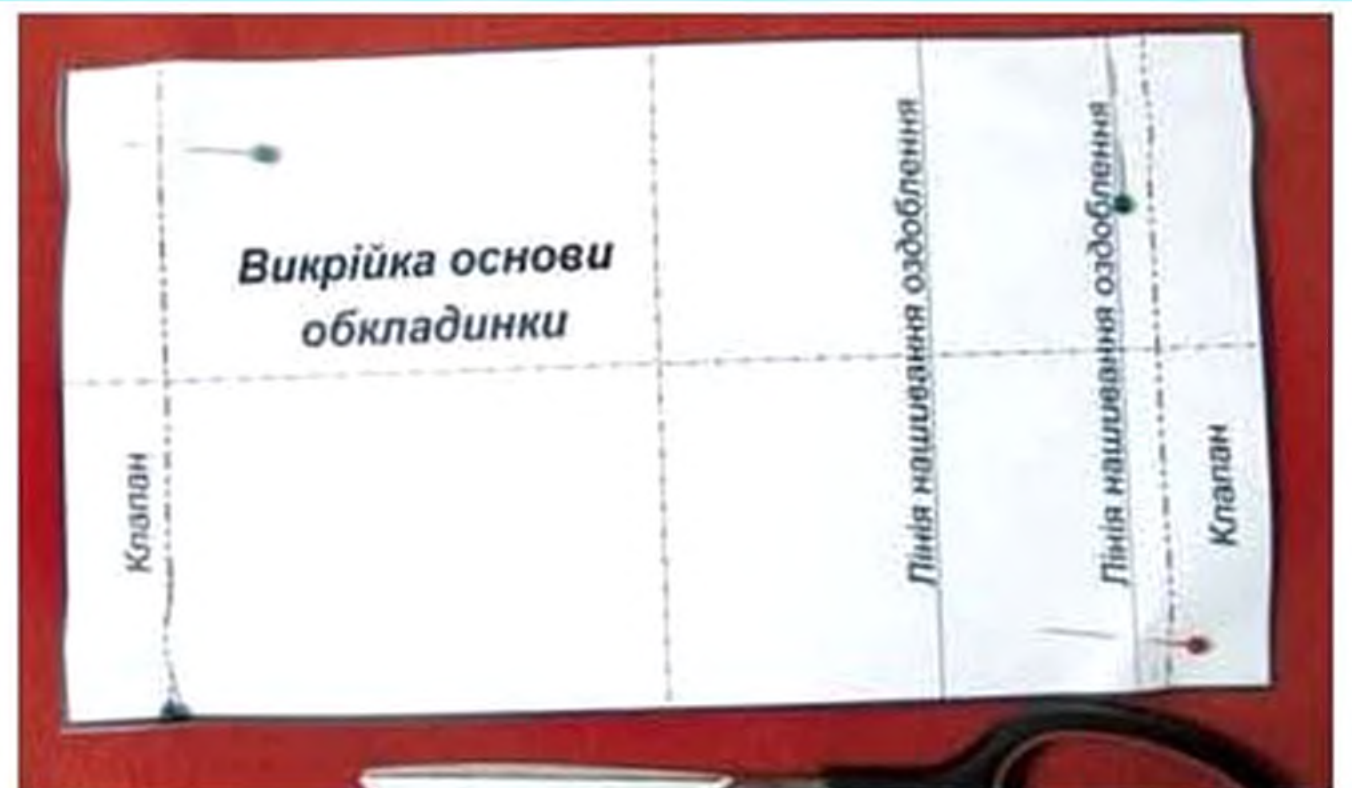 Викрійка основи
обкладинки
Клапан
Лінія нашивання оздоблення
Лінія нашивання оздоблення
Клапан